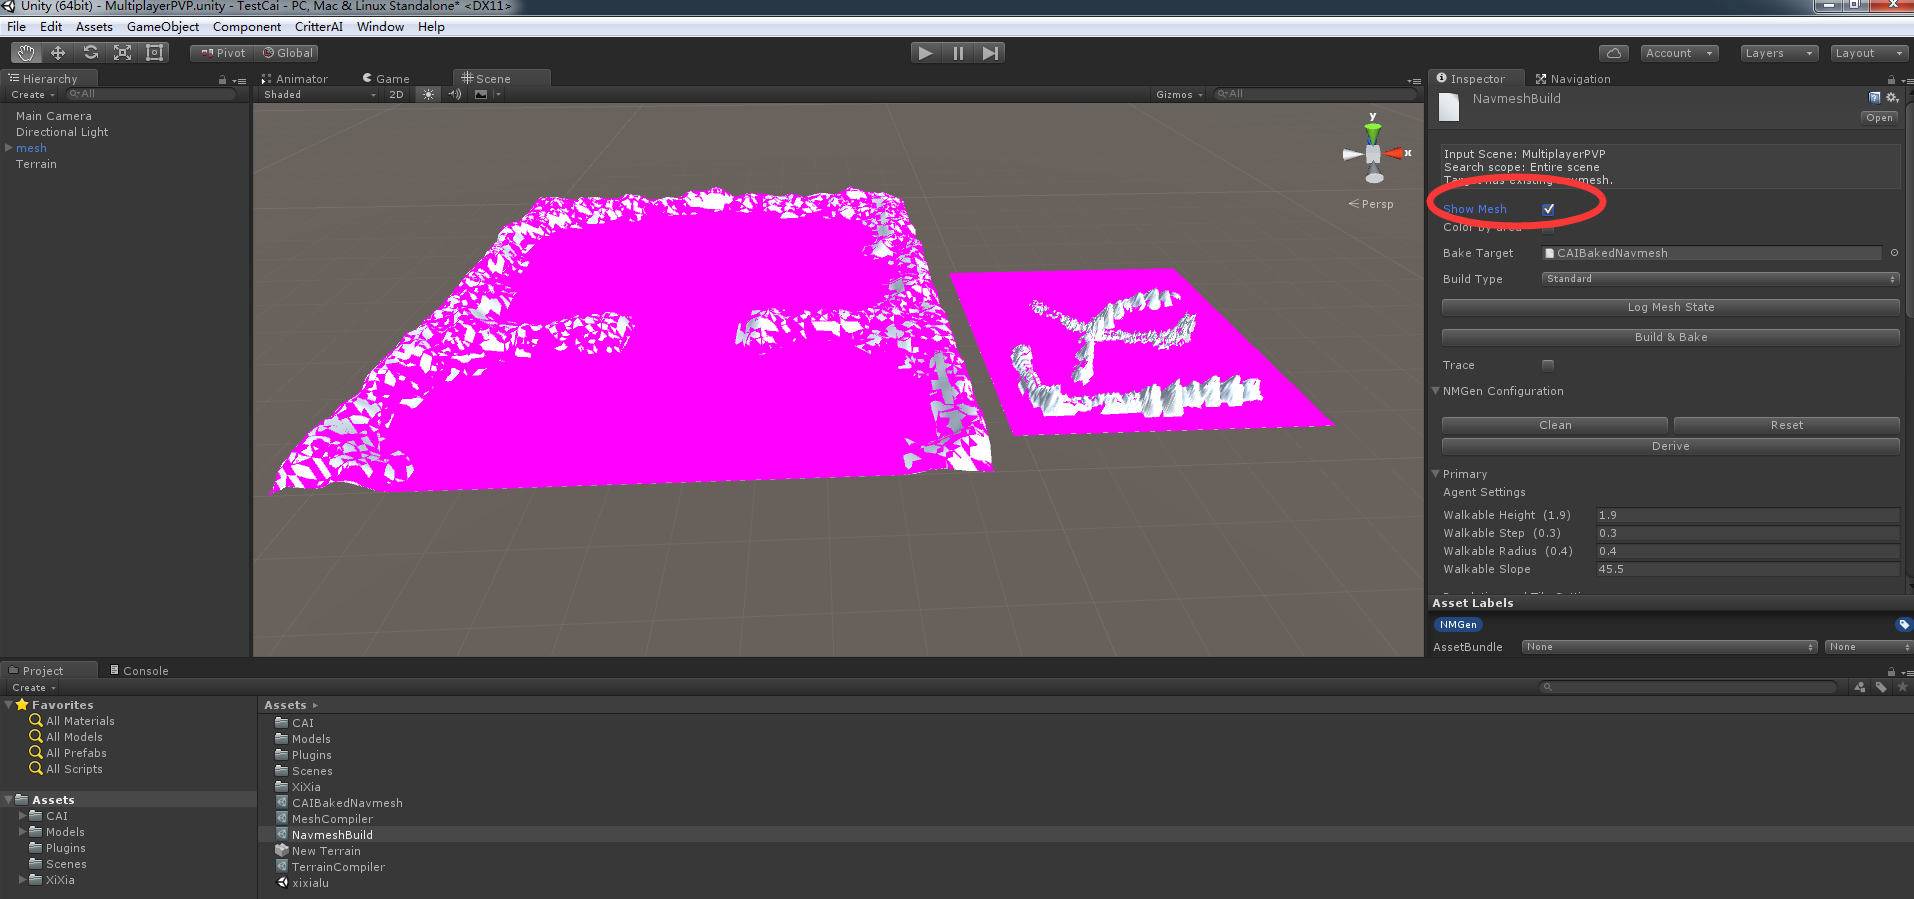 Unity (64bit) - MultiplayerPVP.unity - TestCai - PC, Mac & Linux Standalone* <DX11>
File Edit Assets GameObject Component CritterAI Window Help
Pivot Global Account Layers Layout
Hierarchy
Create All
Main Camera
Directional Light
mesh
Terrain
Animator Game Scene
Shaded 2D Gizmos All
y
x
Persp
Inspector Navigation
NavmeshBuild
Open
Input Scene: MultiplayerPVP
Search scope: Entire scene
Target has existing navmesh.
Show Mesh
Color by area
Bake Target CAIBakedNavmesh
Build Type Standard
Log Mesh State
Build & Bake
Trace
NMGen Configuration
Clean Reset
Derive
Primary
Agent Settings
Walkable Height (1.9) 1.9
Walkable Step (0.3) 0.3
Walkable Radius (0.4) 0.4
Walkable Slope 45.5
Asset Labels
NMGen
AssetBundle None None
Project Console
Create
Favorites
All Materials
All Models
All Prefabs
All Scripts
Assets
CAI
Models
Plugins
Scenes
XiXia
Assets
CAI
Models
Plugins
Scenes
XiXia
CAIBakedNavmesh
MeshCompiler
NavmeshBuild
New Terrain
TerrainCompiler
xixialu